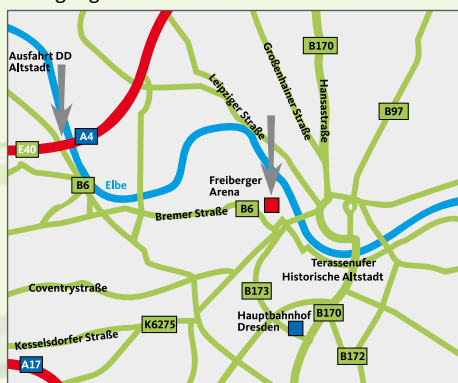 Ausfahrt DD
Altstadt
B170
Großenhainer Straße
Hansastraße
Leipziger Straße
B97
A4
E40
B6
Elbe
Freiberger
Arena
B6
Bremer Straße
Terassenufer
Historische Altstadt
Coventrystraße
B173
Hauptbahnhof
Dresden
B170
K6275
Kesselsdorfer Straße
B172
A17